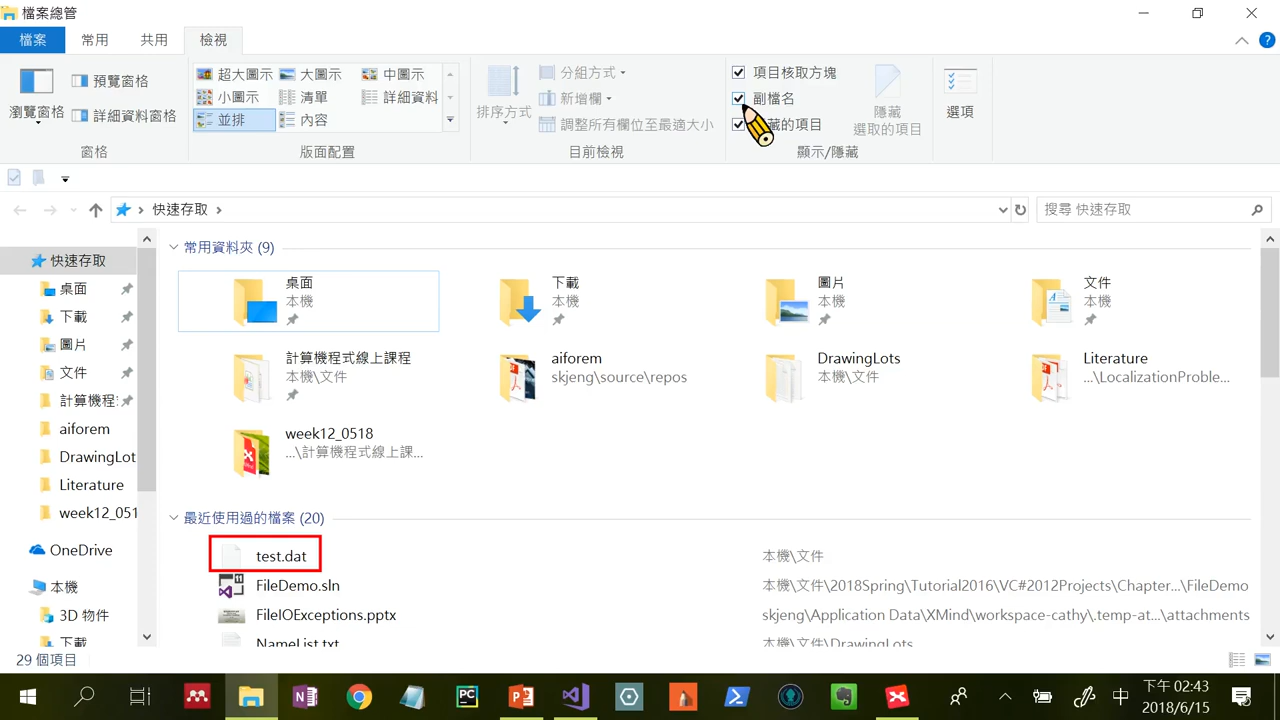 檔案總管
檔案 常用 共用 檢視
瀏覽窗格 預覽窗格
詳細資料窗格
窗格
超大圖示 大圖示 中圖示
小圖示 清單 詳細資料
並排 內容
版面配置
排序方式
分組方式
新增欄
調整所有欄位至最適大小
目前檢視
項目核取方塊
副檔名
藏的項目
隱藏
選取的項目
顯示/隱藏
選項
快速存取
搜尋 快速存取
快速存取
桌面
下載
圖片
文件
計算機程
aiforem
DrawingLot
Literature
week12_051
OneDrive
本機
3D 物件
下載
常用資料夾 (9)
桌面
本機
下載
本機
圖片
本機
文件
本機
計算機程式線上課程
本機\文件
aiforem
skjeng\source\repos
DrawingLots
本機\文件
Literature
...\LocalizationProble...
week12_0518
...\計算機程式線上課...
最近使用過的檔案 (20)
test.dat 本機\文件
FileDemo.sln 本機\文件\2018Spring\Tutorial2016\VC#2012Projects\Chapter...\FileDemo
FileIOExceptions.pptx skjeng\Application Data\XMind\workspace-cathy\.temp-at...\attachments
NameList.txt 本機\文件\DrawingLots
29 個項目
中
下午 02:43
2018/6/15